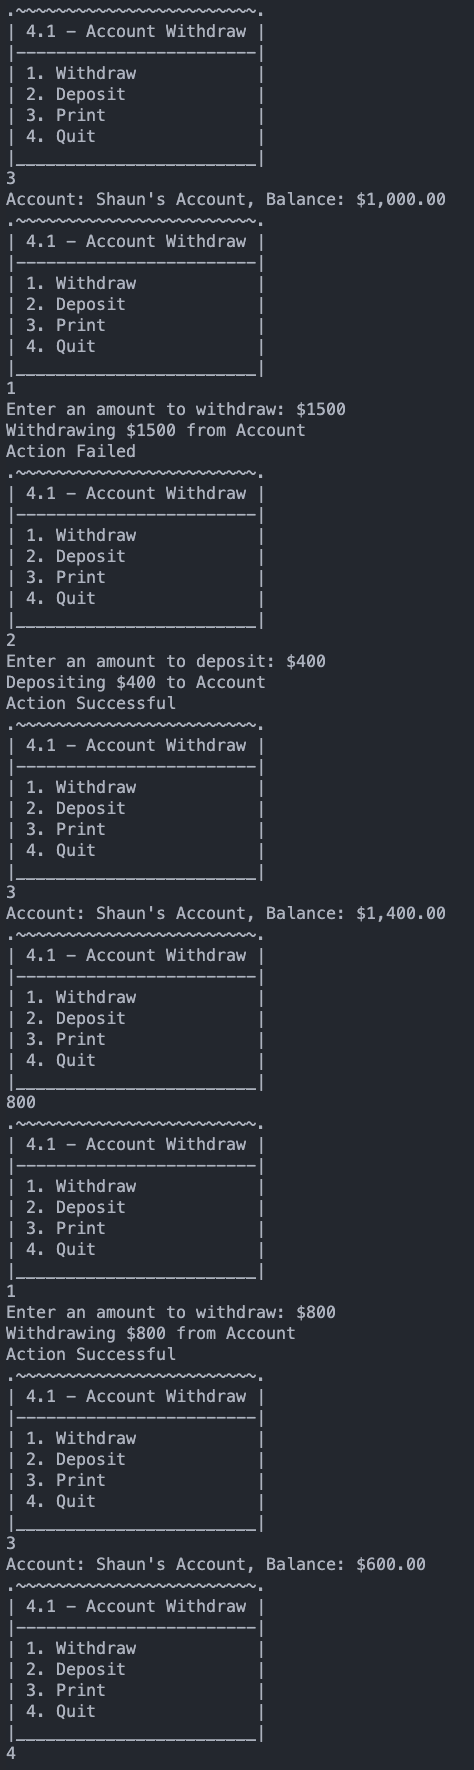 .~~~~~~~~~~~~~~~~~~~~~~~~.
| 4.1 – Account Withdraw |
|————————————————————————|
| 1. Withdraw            |
| 2. Deposit             |
| 3. Print               |
| 4. Quit                |
|________________________|
3
Account: Shaun's Account, Balance: $1,000.00
.~~~~~~~~~~~~~~~~~~~~~~~~.
| 4.1 – Account Withdraw |
|————————————————————————|
| 1. Withdraw            |
| 2. Deposit             |
| 3. Print               |
| 4. Quit                |
|________________________|
1
Enter an amount to withdraw: $1500
Withdrawing $1500 from Account
Action Failed
.~~~~~~~~~~~~~~~~~~~~~~~~.
| 4.1 – Account Withdraw |
|————————————————————————|
| 1. Withdraw            |
| 2. Deposit             |
| 3. Print               |
| 4. Quit                |
|________________________|
2
Enter an amount to deposit: $400
Depositing $400 to Account
Action Successful
.~~~~~~~~~~~~~~~~~~~~~~~~.
| 4.1 – Account Withdraw |
|————————————————————————|
| 1. Withdraw            |
| 2. Deposit             |
| 3. Print               |
| 4. Quit                |
|________________________|
3
Account: Shaun's Account, Balance: $1,400.00
.~~~~~~~~~~~~~~~~~~~~~~~~.
| 4.1 – Account Withdraw |
|————————————————————————|
| 1. Withdraw            |
| 2. Deposit             |
| 3. Print               |
| 4. Quit                |
|________________________|
800
.~~~~~~~~~~~~~~~~~~~~~~~~.
| 4.1 – Account Withdraw |
|————————————————————————|
| 1. Withdraw            |
| 2. Deposit             |
| 3. Print               |
| 4. Quit                |
|________________________|
1
Enter an amount to withdraw: $800
Withdrawing $800 from Account
Action Successful
.~~~~~~~~~~~~~~~~~~~~~~~~.
| 4.1 – Account Withdraw |
|————————————————————————|
| 1. Withdraw            |
| 2. Deposit             |
| 3. Print               |
| 4. Quit                |
|________________________|
3
Account: Shaun's Account, Balance: $600.00
.~~~~~~~~~~~~~~~~~~~~~~~~.
| 4.1 – Account Withdraw |
|————————————————————————|
| 1. Withdraw            |
| 2. Deposit             |
| 3. Print               |
| 4. Quit                |
|________________________|
4